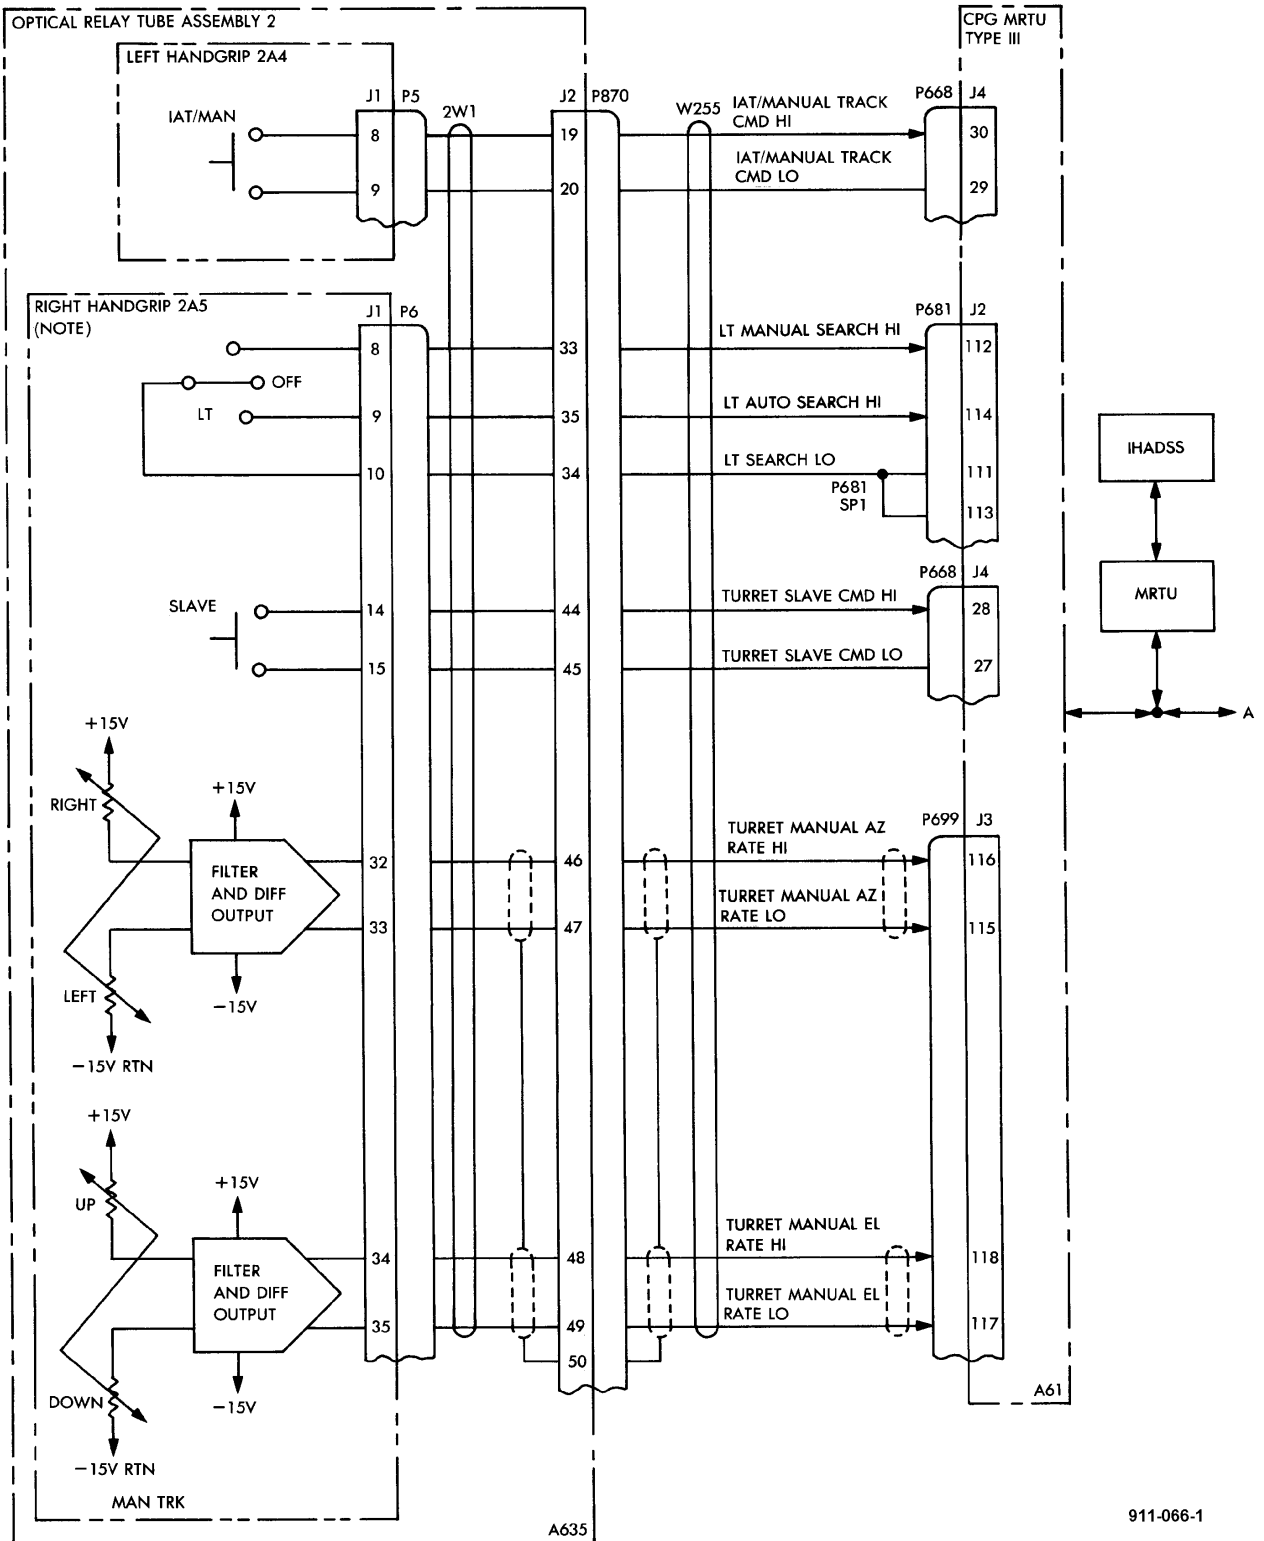 OPTICAL RELAY TUBE ASSEMBLY 2
CPG MRTU
TYPE III
LEFT HANDGRIP 2A4
J1 P5
2W1
J2 P870
W255
P668 J4
IAT/MAN
8
19
IAT/MANUAL TRACK
CMD HI
30
9
20
IAT/MANUAL TRACK
CMD LO
29
RIGHT HANDGRIP 2A5
(NOTE)
J1 P6
P681 J2
8
33
LT MANUAL SEARCH HI
112
OFF
LT
9
35
LT AUTO SEARCH HI
114
10
34
LT SEARCH LO
111
P681
SP1
113
IHADSS
MRTU
A
P668 J4
SLAVE
14
44
TURRET SLAVE CMD HI
28
15
45
TURRET SLAVE CMD LO
27
+15V
RIGHT
+15V
FILTER
AND DIFF
OUTPUT
−15V
LEFT
−15V RTN
P699 J3
32
46
TURRET MANUAL AZ
RATE HI
116
33
47
TURRET MANUAL AZ
RATE LO
115
+15V
UP
+15V
FILTER
AND DIFF
OUTPUT
−15V
DOWN
−15V RTN
34
48
TURRET MANUAL EL
RATE HI
118
35
49
TURRET MANUAL EL
RATE LO
117
50
A61
MAN TRK
A635
911-066-1